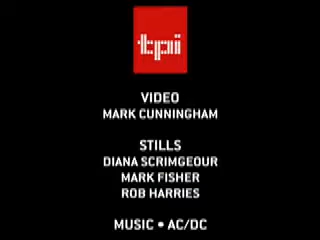 tpi
VIDEO
MARK CUNNINGHAM
STILLS
DIANA SCRIMGEOUR
MARK FISHER
ROB HARRIES
MUSIC • AC/DC